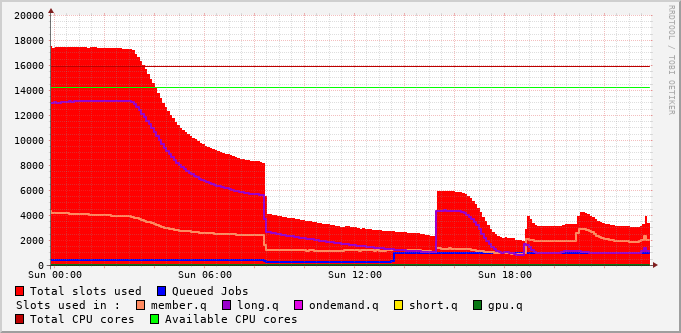 20000
18000
16000
14000
12000
10000
8000
6000
4000
2000
0
Sun 00:00 Sun 06:00 Sun 12:00 Sun 18:00
RRDTOOL / TOBI OETIKER
Total slots used Queued Jobs
Slots used in : member.q long.q ondemand.q short.q gpu.q
Total CPU cores Available CPU cores